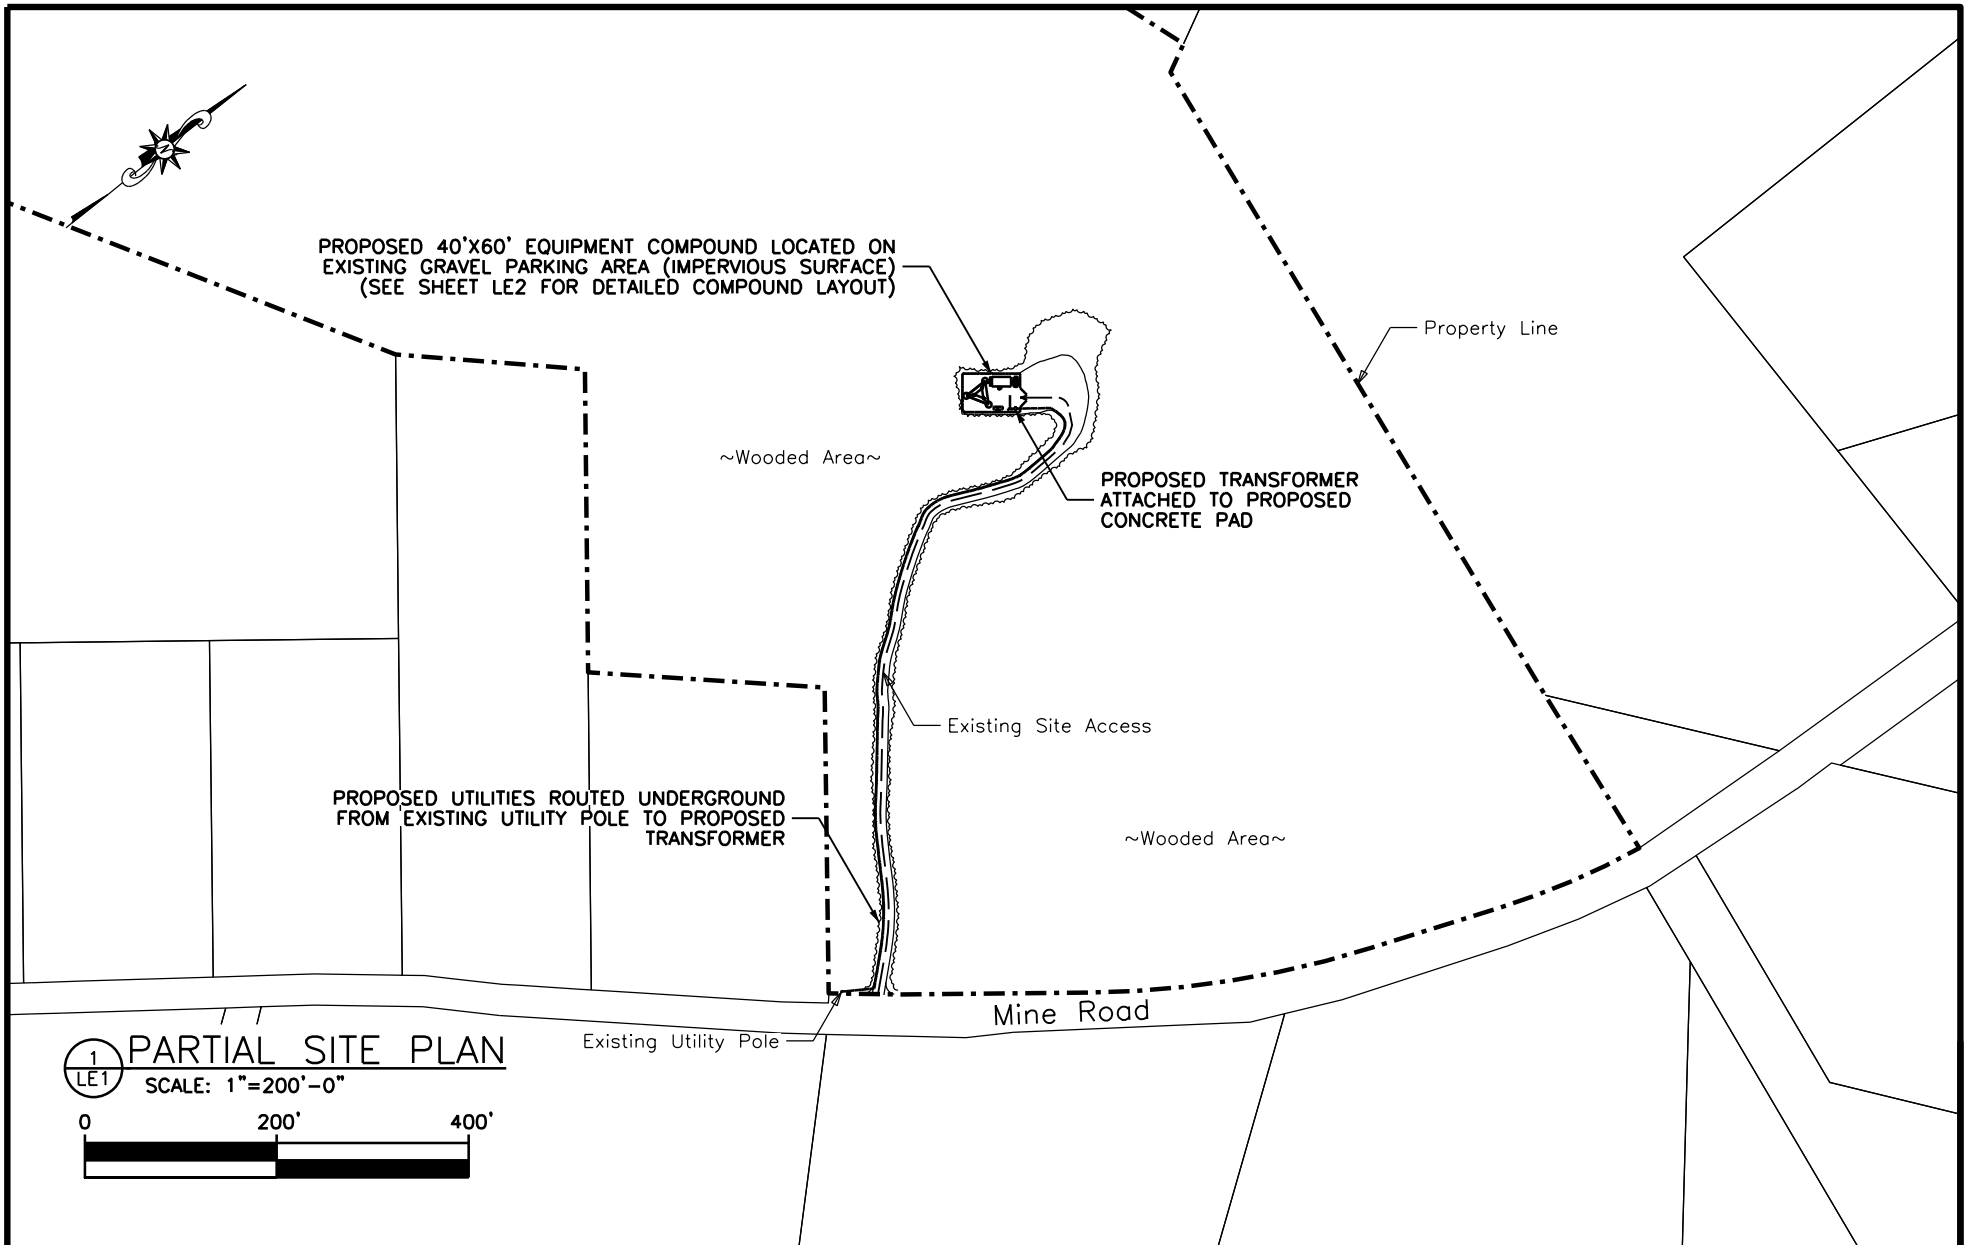 N
PROPOSED 40'X60' EQUIPMENT COMPOUND LOCATED ON
EXISTING GRAVEL PARKING AREA (IMPERVIOUS SURFACE)
(SEE SHEET LE2 FOR DETAILED COMPOUND LAYOUT)
Property Line
~Wooded Area~
PROPOSED TRANSFORMER
ATTACHED TO PROPOSED
CONCRETE PAD
Existing Site Access
PROPOSED UTILITIES ROUTED UNDERGROUND
FROM EXISTING UTILITY POLE TO PROPOSED
TRANSFORMER
~Wooded Area~
Mine Road
Existing Utility Pole
1
LE1
PARTIAL SITE PLAN
SCALE: 1"=200'-0"
0 200' 400'